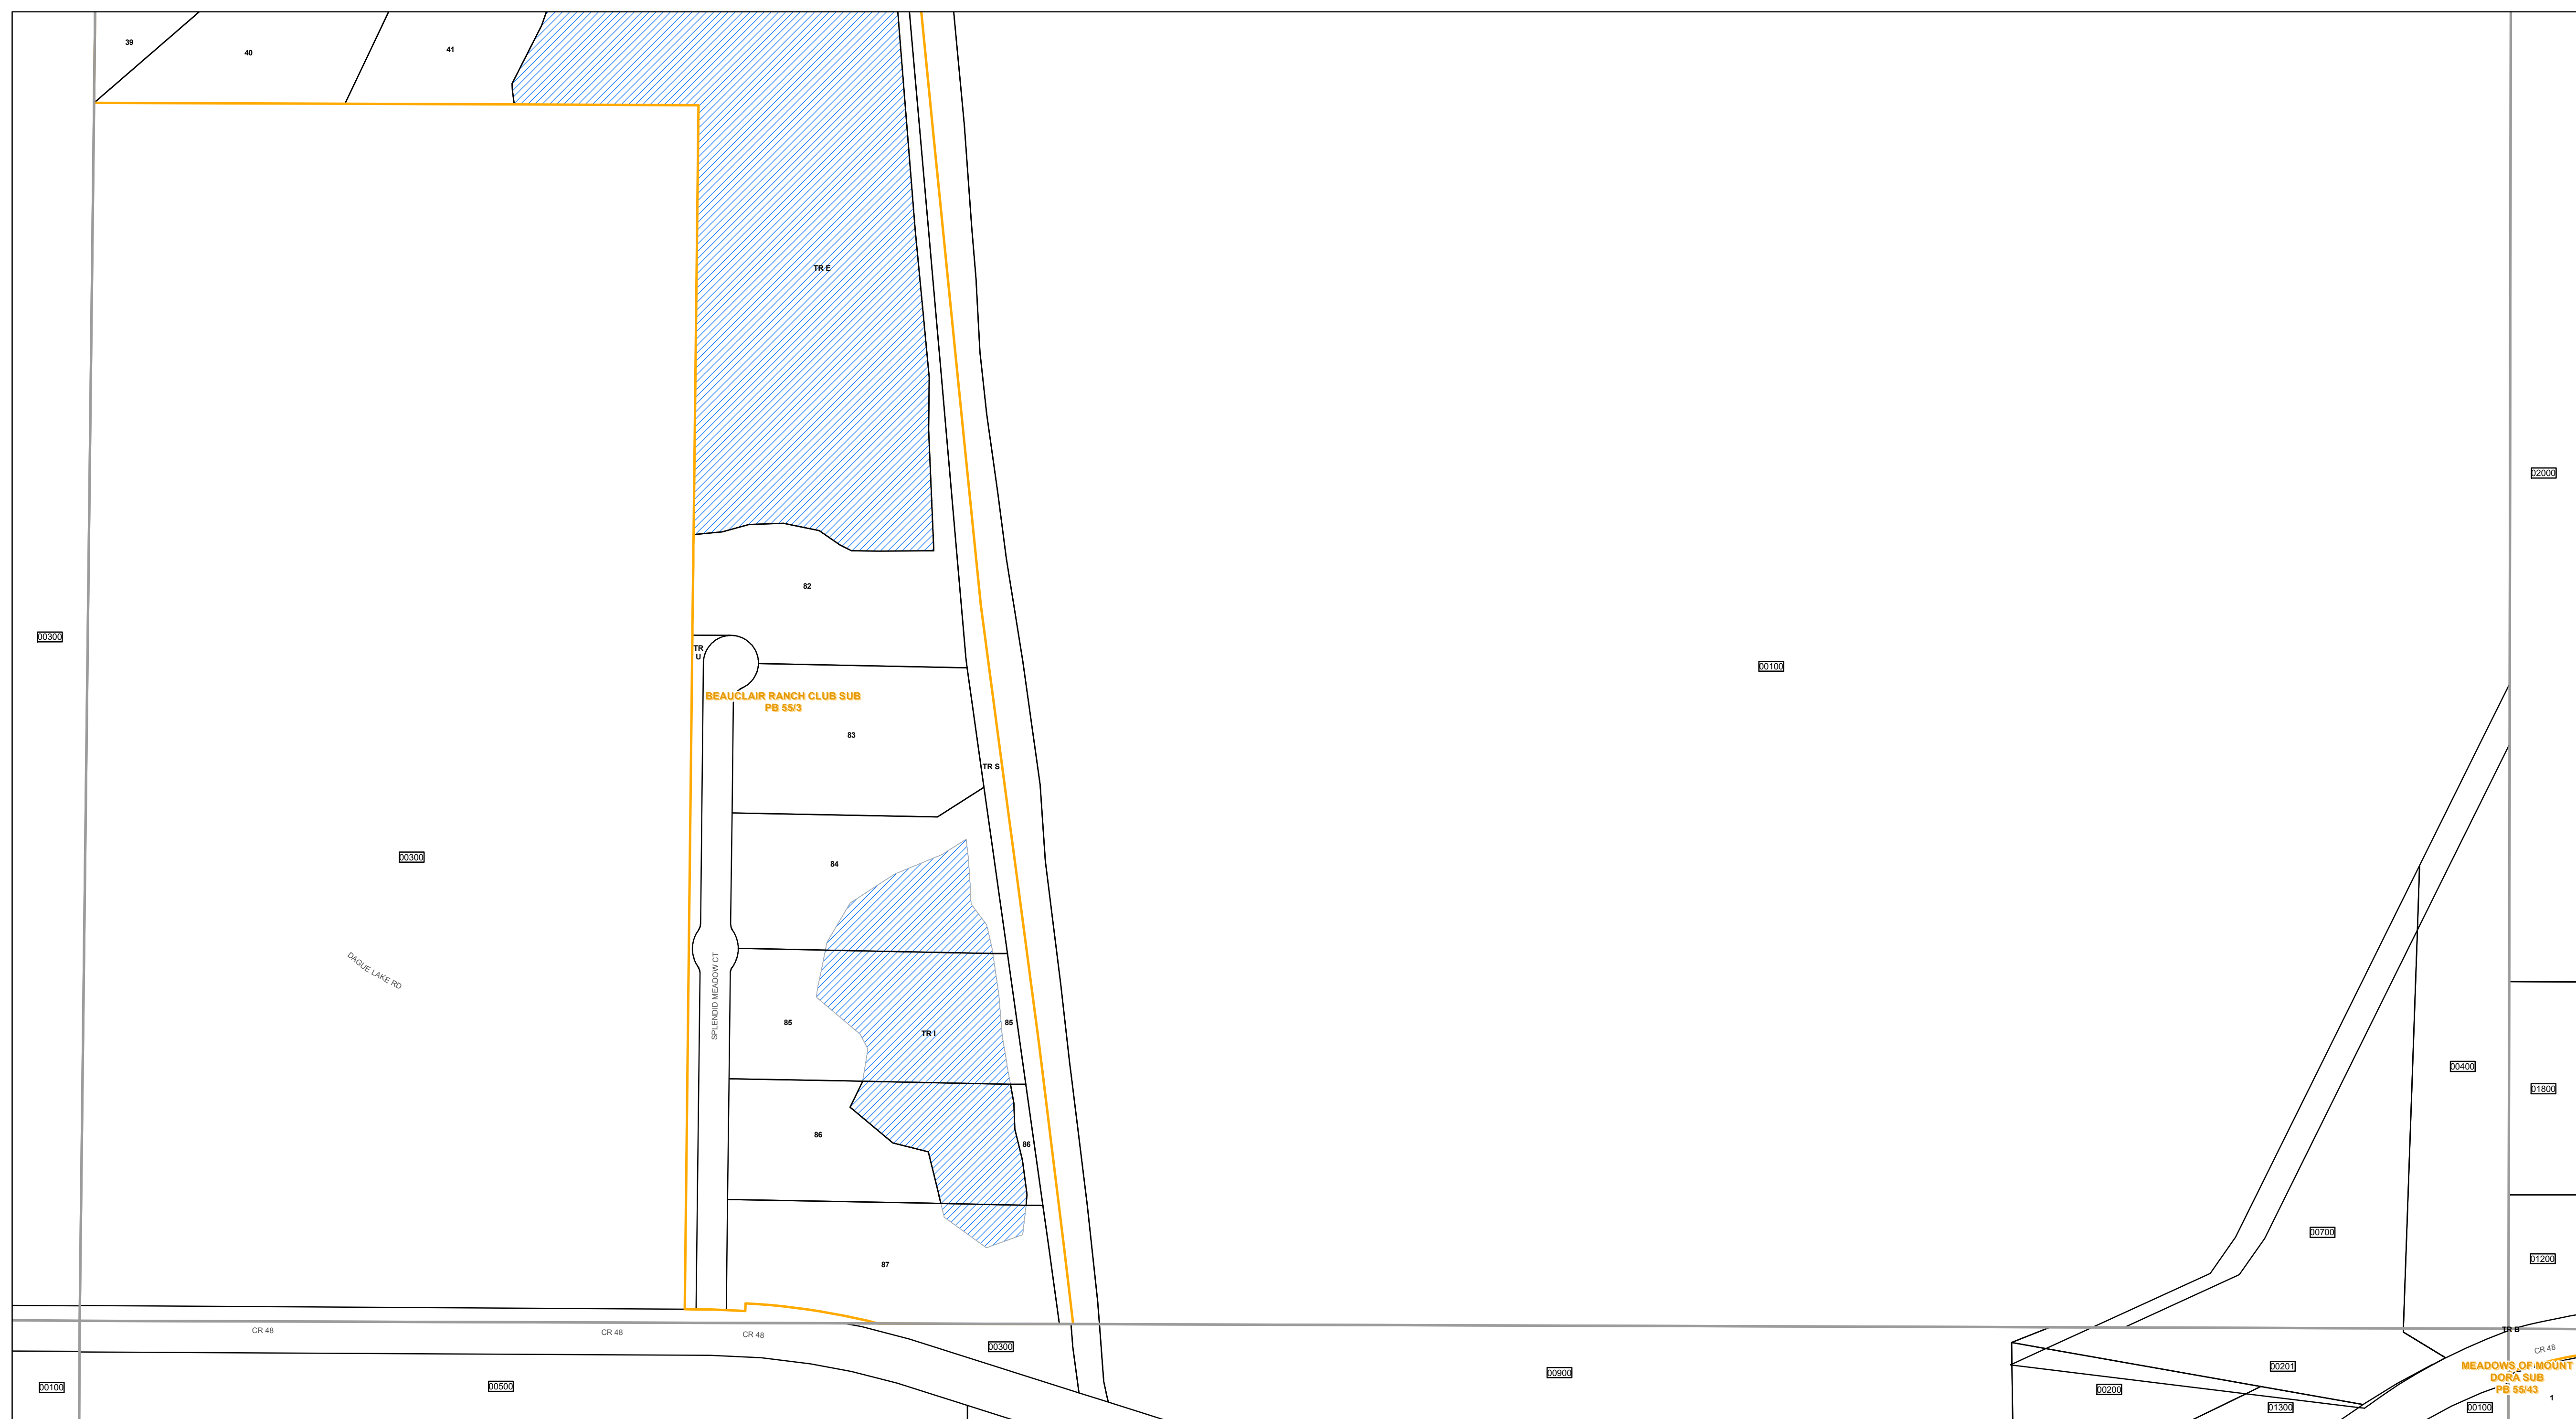 39
40
41
TR E
02000
82
00300
TR
U
00100
BEAUCLAIR RANCH CLUB SUB
PB 55/3
83
TR S
00300
84
DAGUE LAKE RD
SPLENDID MEADOW CT
85
85
TR I
00400
01800
86
86
00700
01200
87
CR 48
CR 48
CR 48
TR B
00300
CR 48
00201
MEADOWS OF MOUNT
DORA SUB
PB 55/43
00900
00100
00500
00200
1
01300
00100